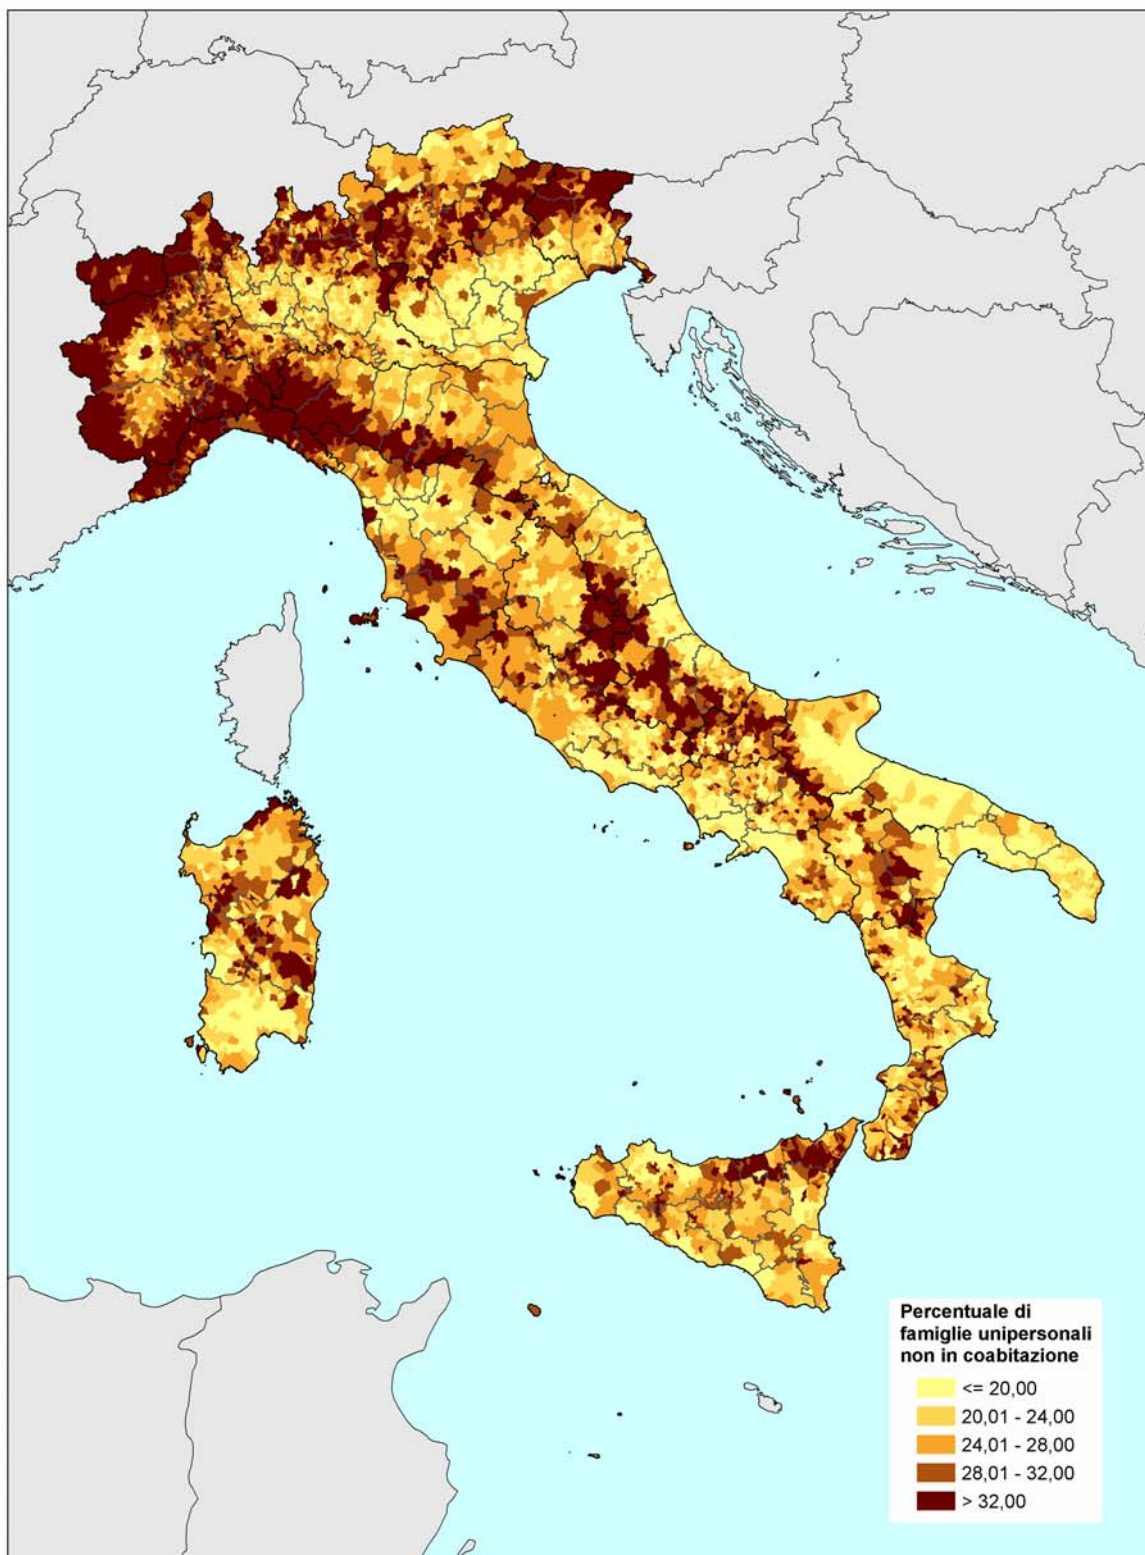 Percentuale di
famiglie unipersonali
non in coabitazione
<= 20,00
20,01 - 24,00
24,01 - 28,00
28,01 - 32,00
> 32,00